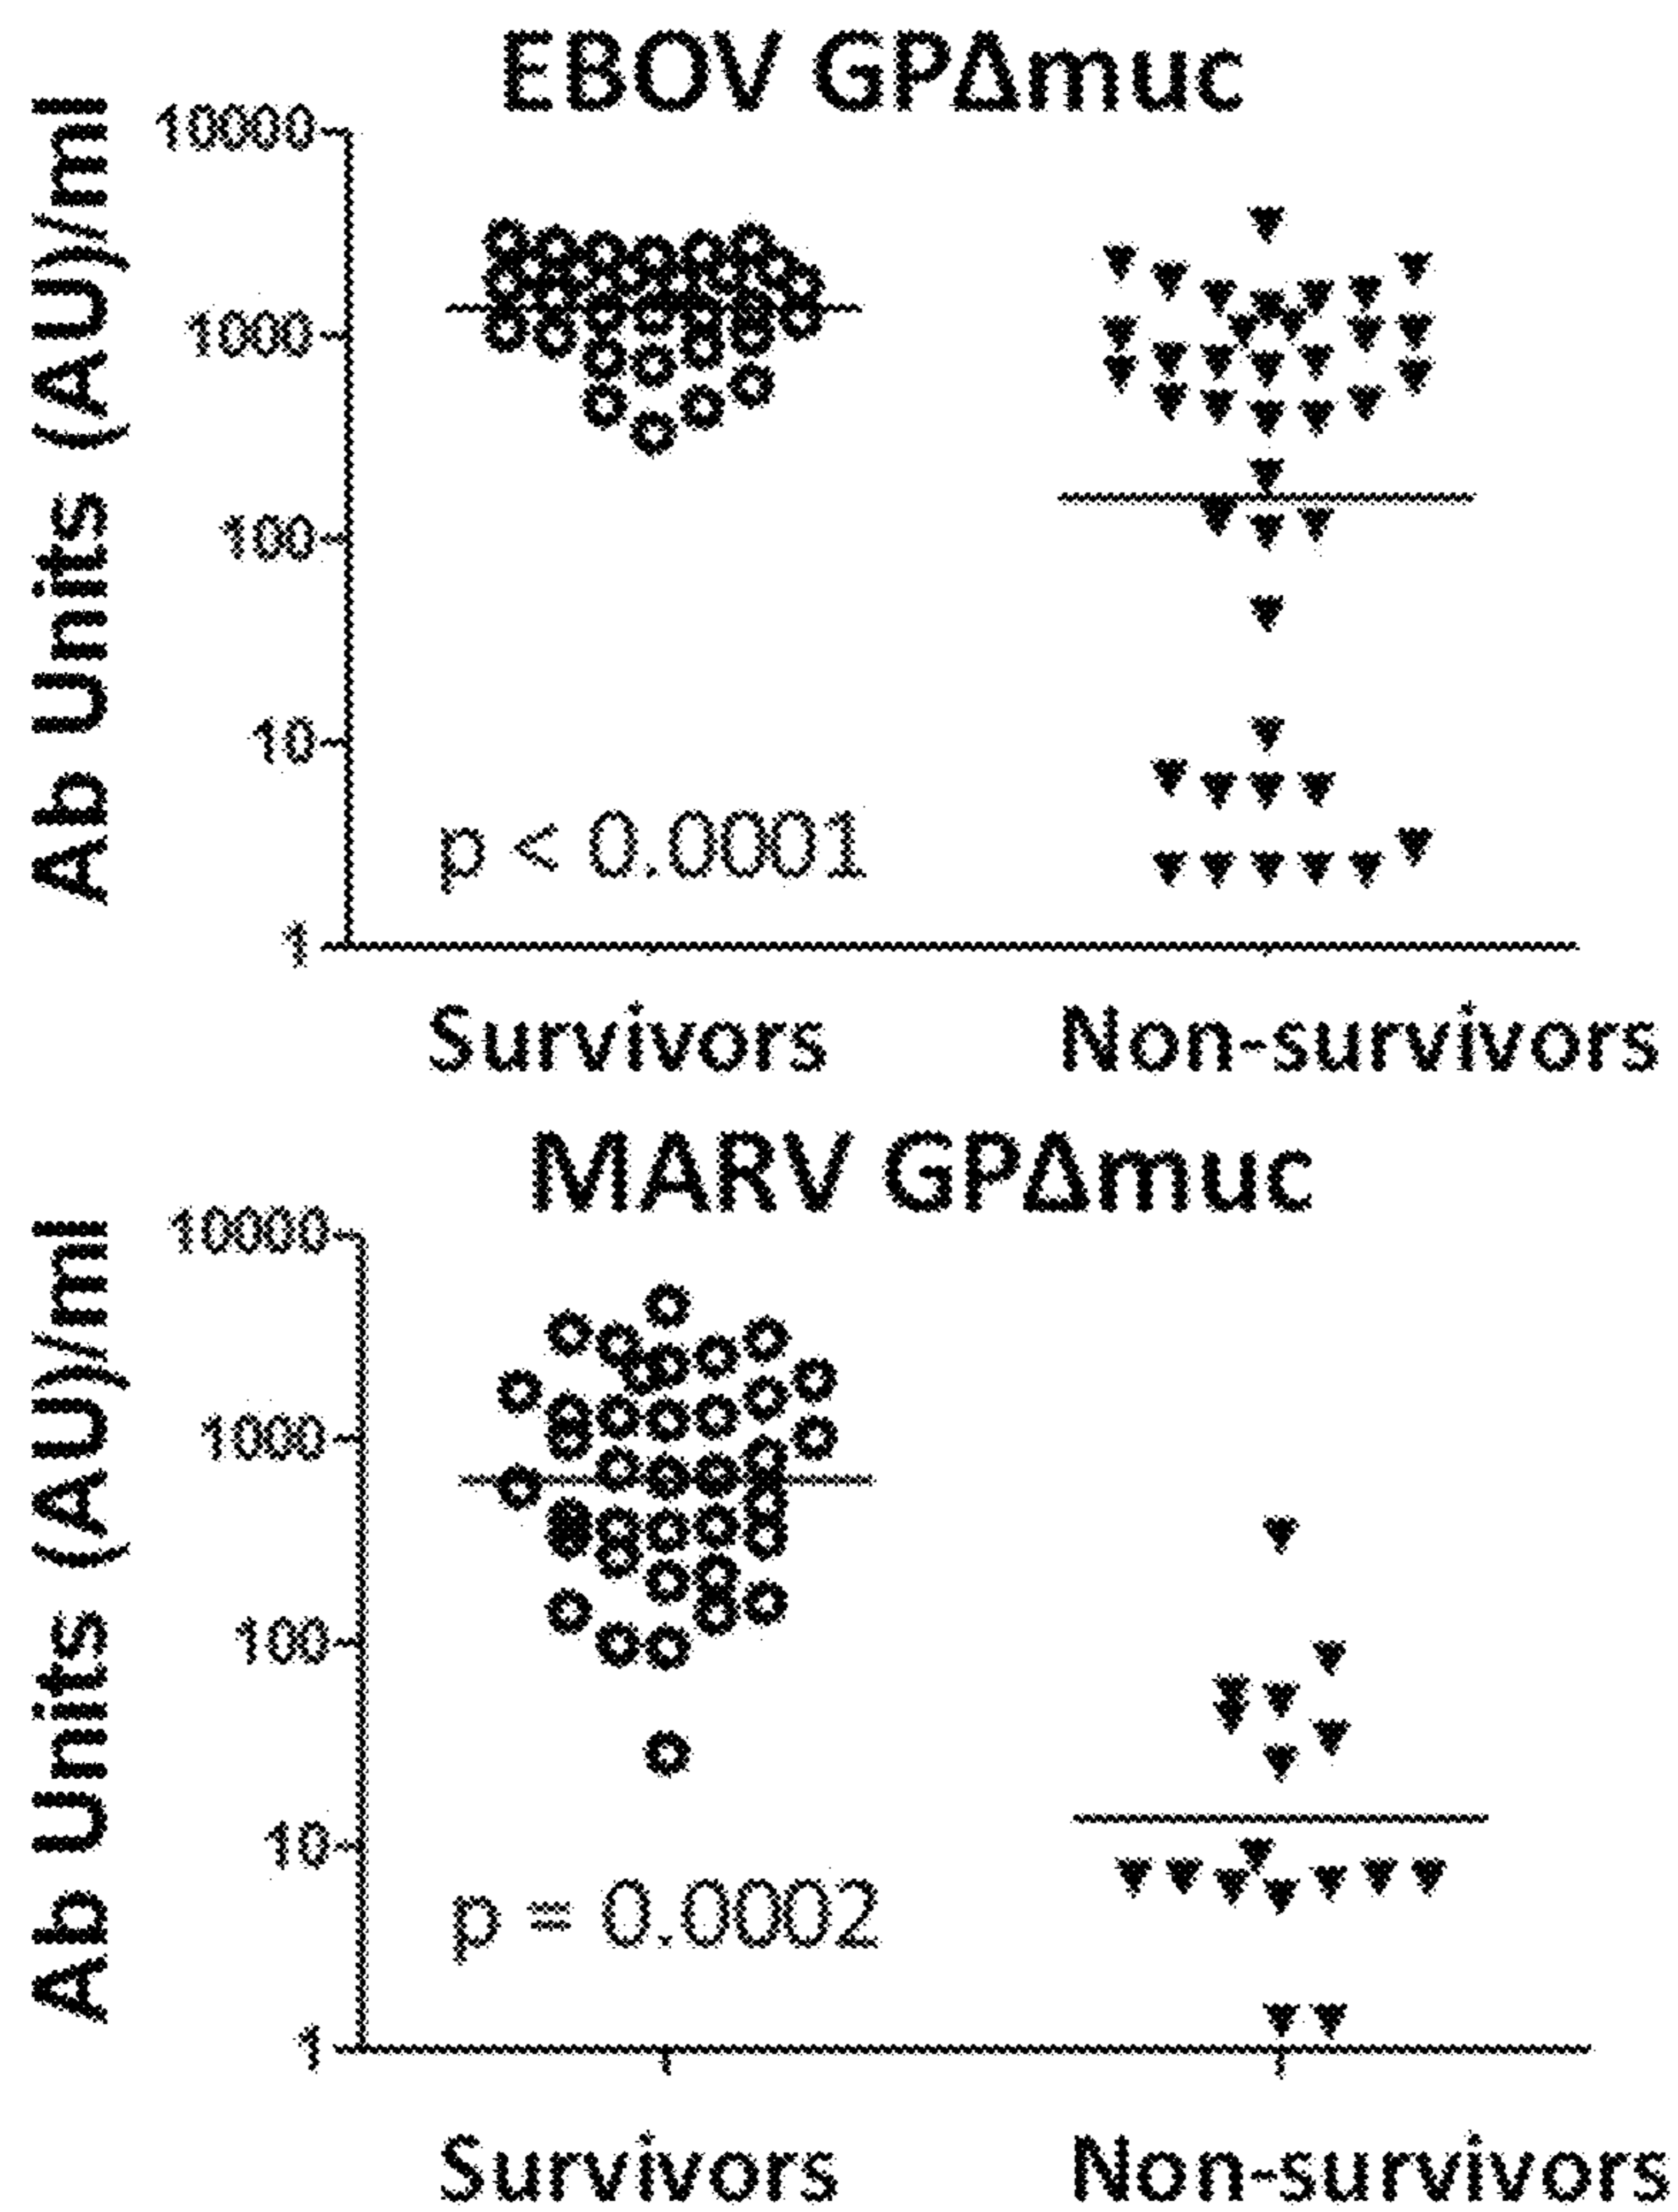 EBOV GPΔmuc
Ab Units (AU)/ml
10000
1000
100
10
1
p < 0.0001
Survivors Non-survivors
MARV GPΔmuc
Ab Units (AU)/ml
10000
1000
100
10
1
p = 0.0002
Survivors Non-survivors